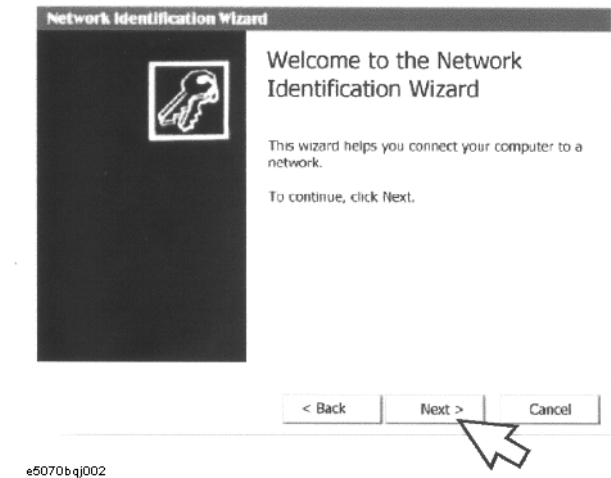 Network Identification Wizard
Welcome to the Network
Identification Wizard
This wizard helps you connect your computer to a
network.
To continue, click Next.
< Back
Next >
Cancel
e5070bqj002